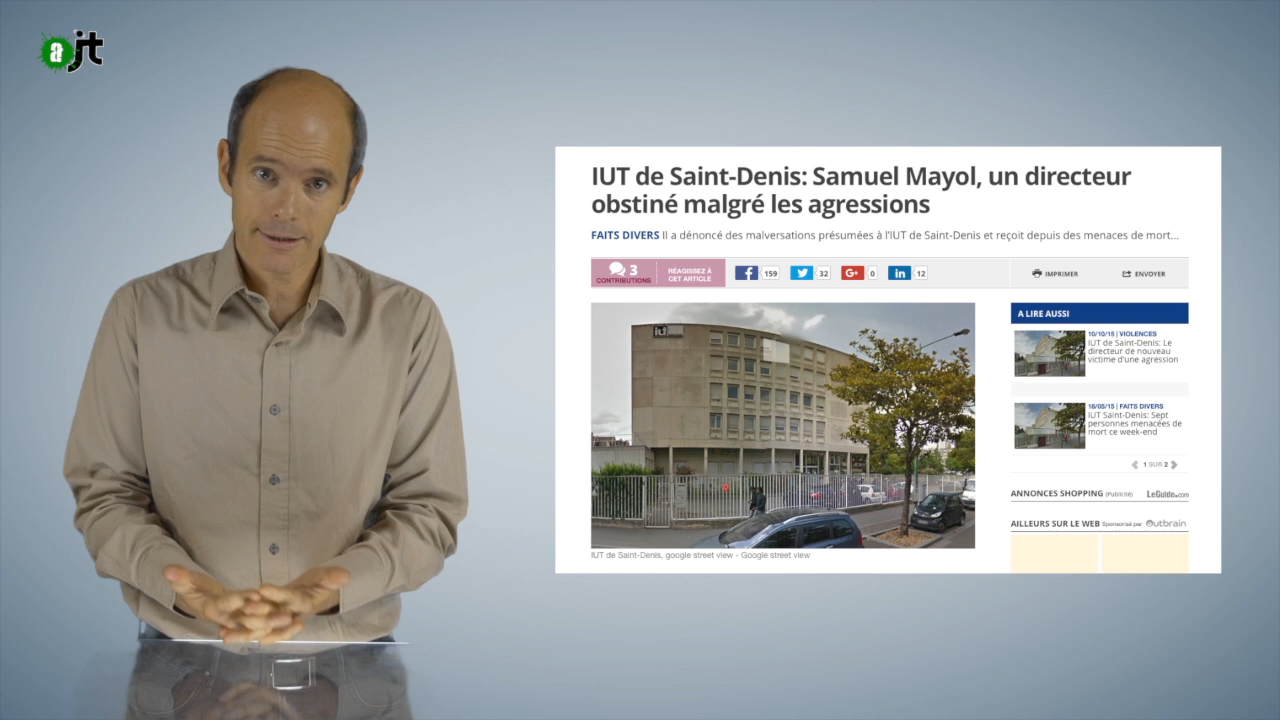 a jt
IUT de Saint-Denis: Samuel Mayol, un directeur
obstiné malgré les agressions
FAITS DIVERS Il a dénoncé des malversations présumées à l'IUT de Saint-Denis et reçoit depuis des menaces de mort...
3
CONTRIBUTIONS
RÉAGISSEZ À
CET ARTICLE
159
32
G+ 0
in 12
IMPRIMER
ENVOYER
iut
IUT de Saint-Denis, google street view - Google street view
A LIRE AUSSI
10/10/15 | VIOLENCES
IUT de Saint-Denis: Le
directeur de nouveau
victime d'une agression
18/05/15 | FAITS DIVERS
IUT Saint-Denis: Sept
personnes menacées de
mort ce week-end
1 SUR 2
ANNONCES SHOPPING (Publicité) LeGuide.com
AILLEURS SUR LE WEB Sponsorisé par Outbrain